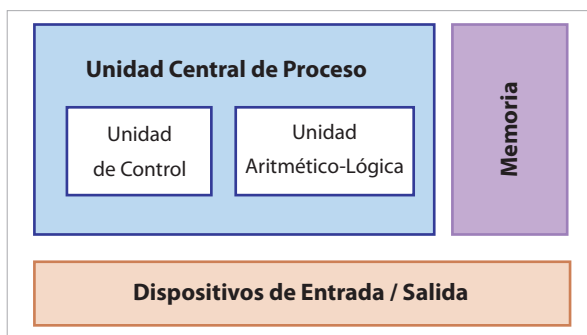 Unidad Central de Proceso
Unidad
de Control
Unidad
Aritmético-Lógica
Memoria
Dispositivos de Entrada / Salida